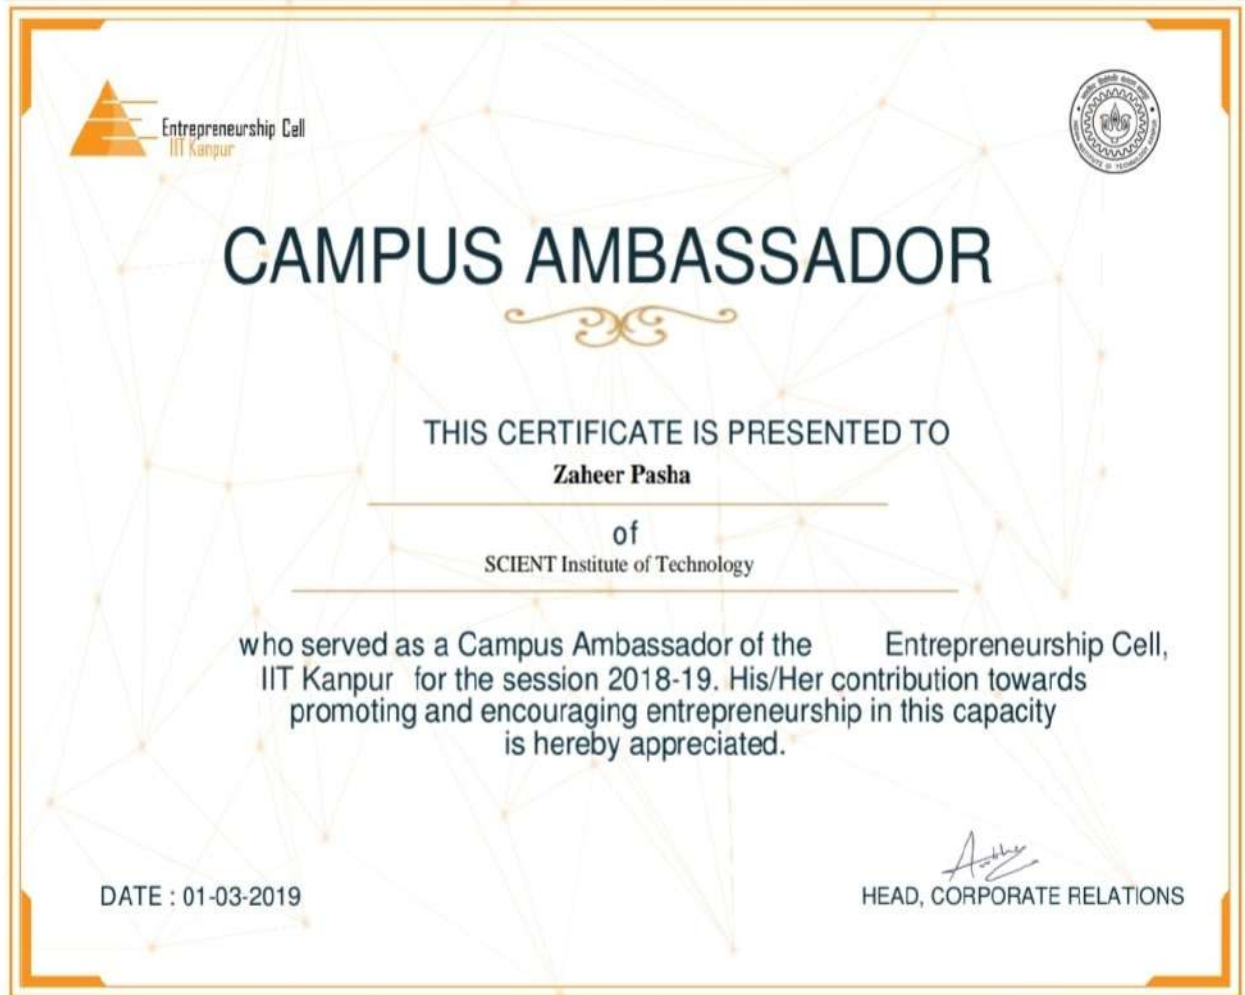 Entrepreneurship Cell
IIT Kanpur
CAMPUS AMBASSADOR
THIS CERTIFICATE IS PRESENTED TO
Zaheer Pasha
of
SCIENT Institute of Technology
who served as a Campus Ambassador of the Entrepreneurship Cell,
IIT Kanpur for the session 2018-19. His/Her contribution towards
promoting and encouraging entrepreneurship in this capacity
is hereby appreciated.
DATE : 01-03-2019
HEAD, CORPORATE RELATIONS